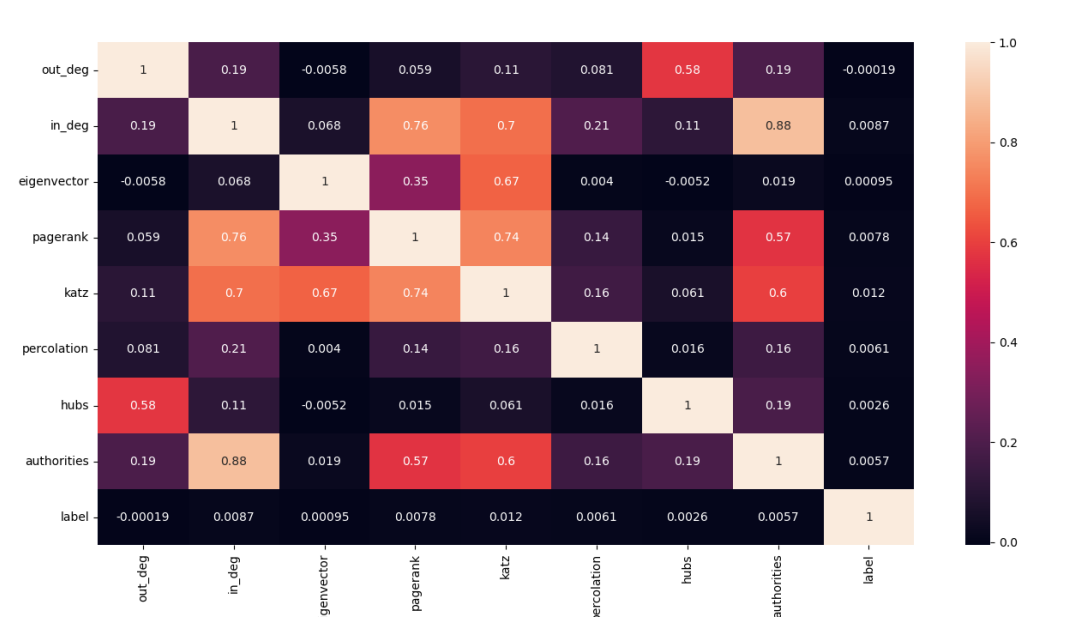 out_deg 1 0.19 -0.0058 0.059 0.11 0.081 0.58 0.19 -0.00019
in_deg 0.19 1 0.068 0.76 0.7 0.21 0.11 0.88 0.0087
eigenvector -0.0058 0.068 1 0.35 0.67 0.004 -0.0052 0.019 0.00095
pagerank 0.059 0.76 0.35 1 0.74 0.14 0.015 0.57 0.0078
katz 0.11 0.7 0.67 0.74 1 0.16 0.061 0.6 0.012
percolation 0.081 0.21 0.004 0.14 0.16 1 0.016 0.16 0.0061
hubs 0.58 0.11 -0.0052 0.015 0.061 0.016 1 0.19 0.0026
authorities 0.19 0.88 0.019 0.57 0.6 0.16 0.19 1 0.0057
label -0.00019 0.0087 0.00095 0.0078 0.012 0.0061 0.0026 0.0057 1
out_deg in_deg genvector pagerank katz ercolation hubs authorities label
1.0
0.8
0.6
0.4
0.2
0.0